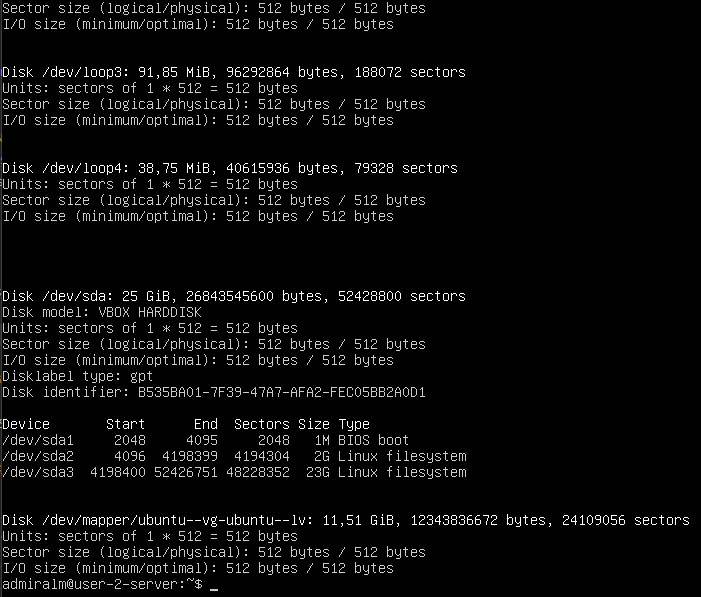 Sector size (logical/physical): 512 bytes / 512 bytes
I/O size (minimum/optimal): 512 bytes / 512 bytes
Disk /dev/loop3: 91,85 MiB, 96292864 bytes, 188072 sectors
Units: sectors of 1 * 512 = 512 bytes
Sector size (logical/physical): 512 bytes / 512 bytes
I/O size (minimum/optimal): 512 bytes / 512 bytes
Disk /dev/loop4: 38,75 MiB, 40615936 bytes, 79328 sectors
Units: sectors of 1 * 512 = 512 bytes
Sector size (logical/physical): 512 bytes / 512 bytes
I/O size (minimum/optimal): 512 bytes / 512 bytes
Disk /dev/sda: 25 GiB, 26843545600 bytes, 52428800 sectors
Disk model: VBOX HARDDISK
Units: sectors of 1 * 512 = 512 bytes
Sector size (logical/physical): 512 bytes / 512 bytes
I/O size (minimum/optimal): 512 bytes / 512 bytes
Disklabel type: gpt
Disk identifier: B535BA01-7F39-47A7-AFA2-FEC05BB2A0D1
Device Start End Sectors Size Type
/dev/sda1 2048 4095 2048 1M BIOS boot
/dev/sda2 4096 4198399 4194304 2G Linux filesystem
/dev/sda3 4198400 52426751 48228352 23G Linux filesystem
Disk /dev/mapper/ubuntu--vg-ubuntu--lv: 11,51 GiB, 12343836672 bytes, 24109056 sectors
Units: sectors of 1 * 512 = 512 bytes
Sector size (logical/physical): 512 bytes / 512 bytes
I/O size (minimum/optimal): 512 bytes / 512 bytes
admiralm@user-2-server:~$ _